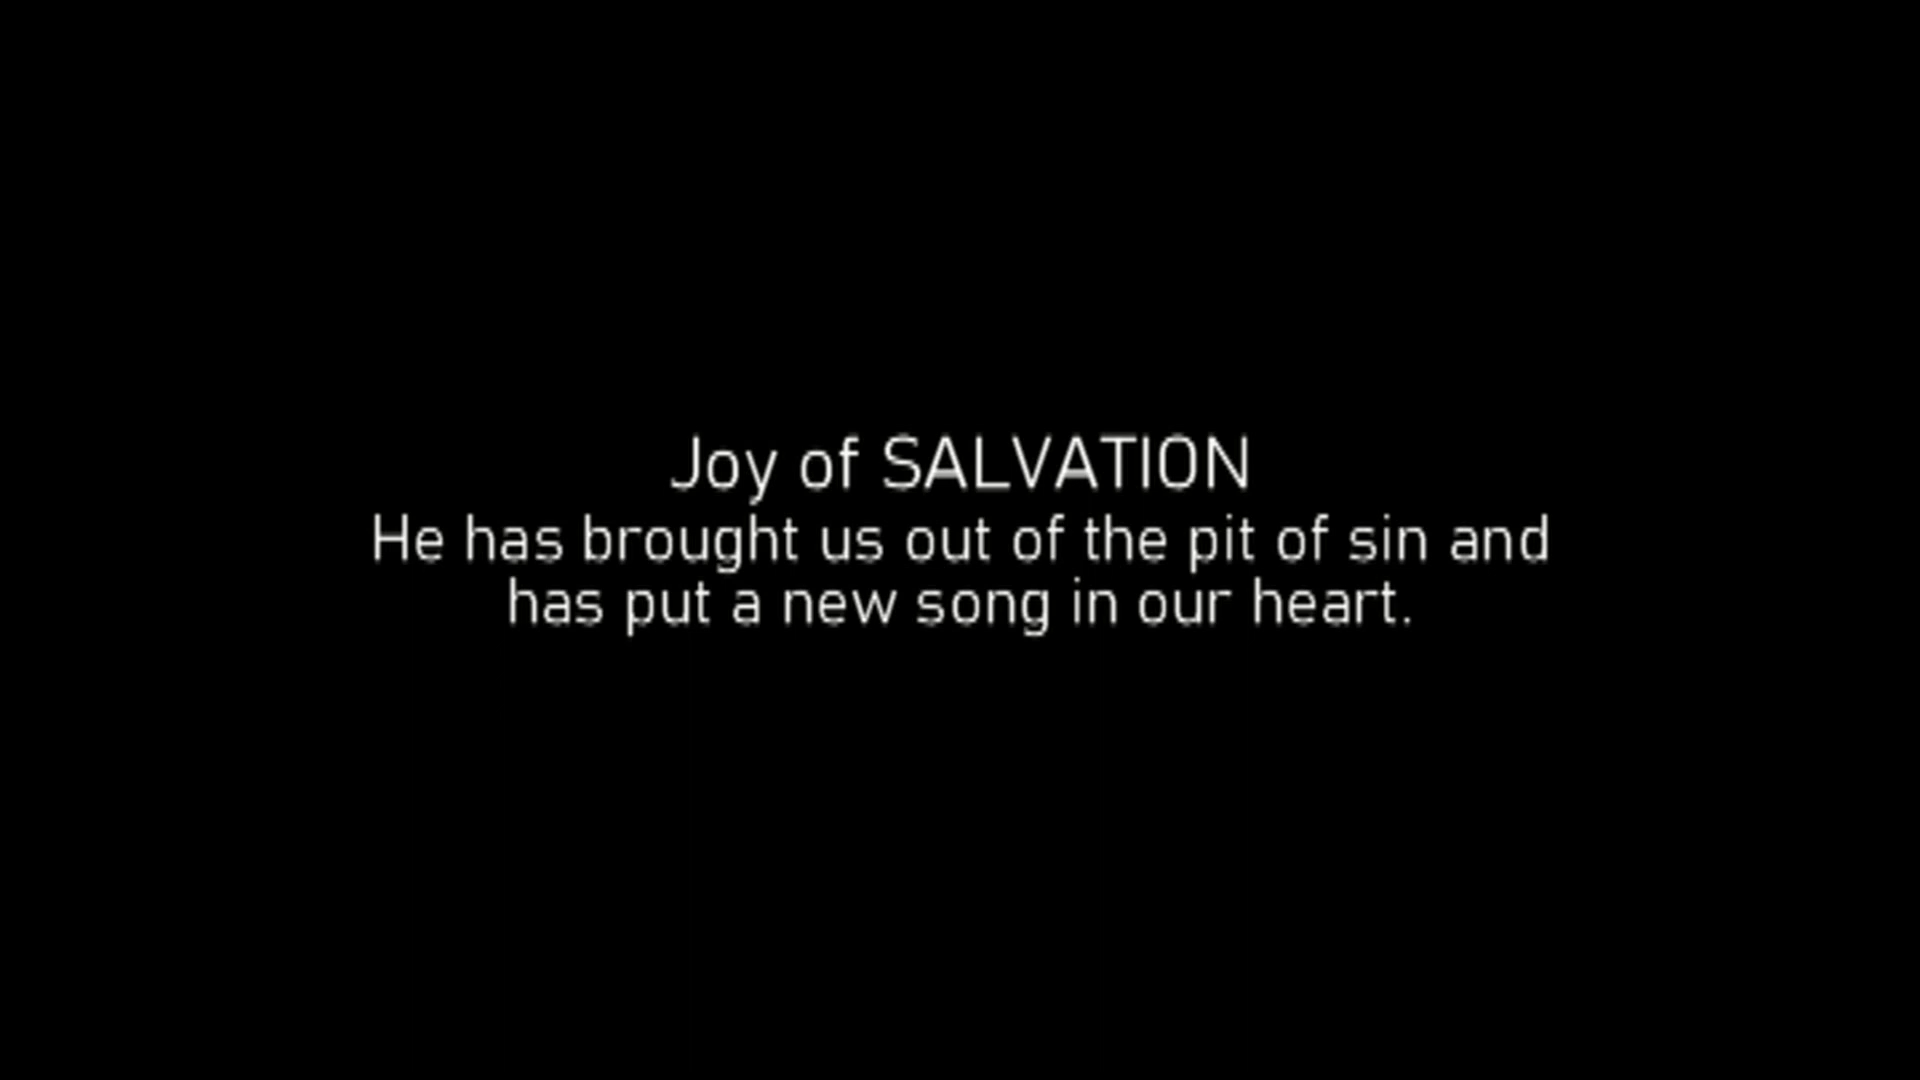 Joy of SALVATION
He has brought us out of the pit of sin and
has put a new song in our heart.